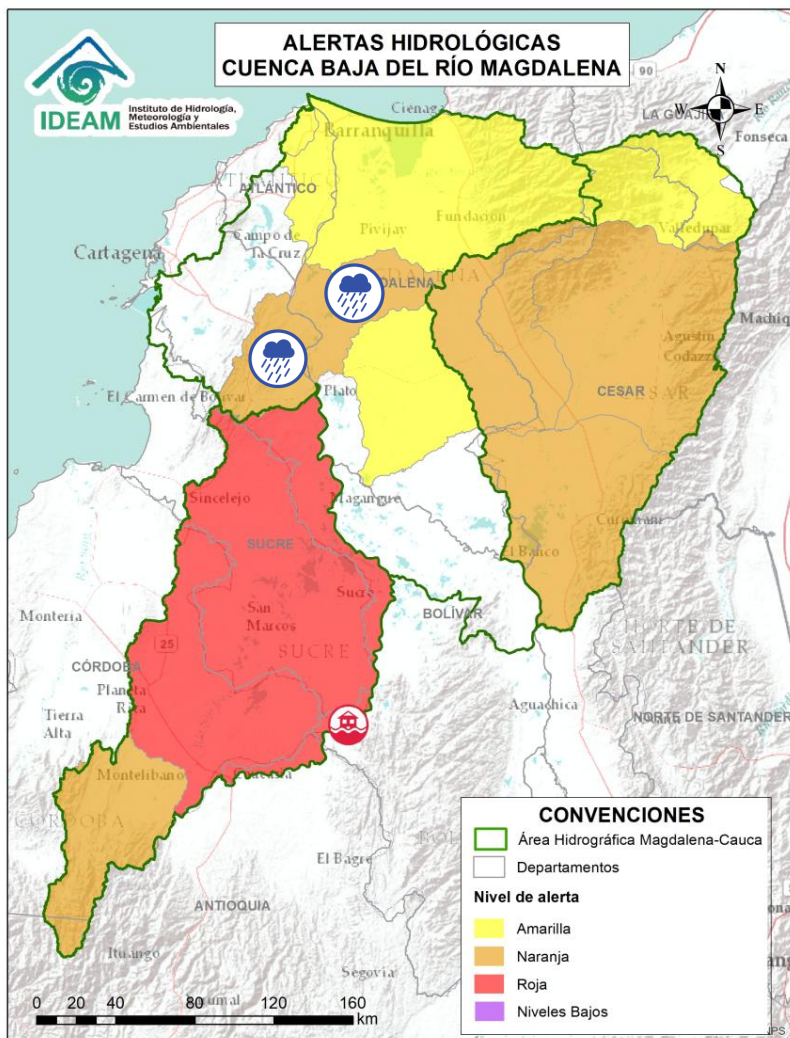 ALERTAS HIDROLÓGICAS
CUENCA BAJA DEL RÍO MAGDALENA
IDEAM
Instituto de Hidrología,
Meteorología y
Estudios Ambientales
90
N
W
E
S
Ciénaga
LA GUAJIRA
Barranquilla
Fonseca
ATLÁNTICO
Pivijay
Fundación
Valledupar
Cartagena
Campo de
La Cruz
Agustín
Codazzi
CESAR
El Carmen de Bolívar
Plato
Sincelejo
Magangue
Curumaní
SUCRE
El Banco
San
Marcos
Sucre
BOLÍVAR
Montería
25
SUCRE
CÓRDOBA
Planeta
Rica
Tierra
Alta
Aguachica
NORTE DE
SANTANDER
NORTE DE SANTANDER
Montelíbano
Caucasia
CÓRDOBA
El Bagre
ANTIOQUIA
Ituango
Segovia
CONVENCIONES
Área Hidrográfica Magdalena-Cauca
Departamentos
Nivel de alerta
Amarilla
Naranja
Roja
Niveles Bajos
0 20 40 80 120 160
km